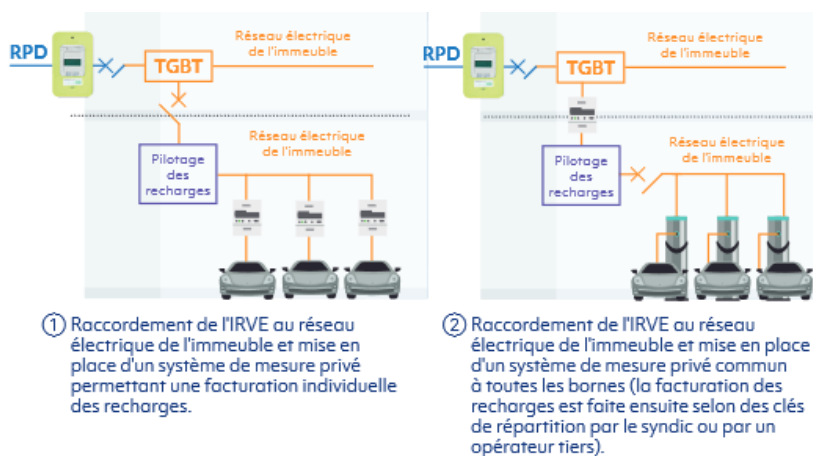 RPD
TGBT
Réseau électrique
de l'immeuble
Pilotage
des
recharges
Réseau électrique
de l'immeuble
① Raccordement de l'IRVE au réseau
électrique de l'immeuble et mise en
place d'un système de mesure privé
permettant une facturation individuelle
des recharges.
RPD
TGBT
Réseau électrique
de l'immeuble
Pilotage
des
recharges
Réseau électrique
de l'immeuble
② Raccordement de l'IRVE au réseau
électrique de l'immeuble et mise en place
d'un système de mesure privé commun
à toutes les bornes (la facturation des
recharges est faite ensuite selon des clés
de répartition par le syndic ou par un
opérateur tiers).